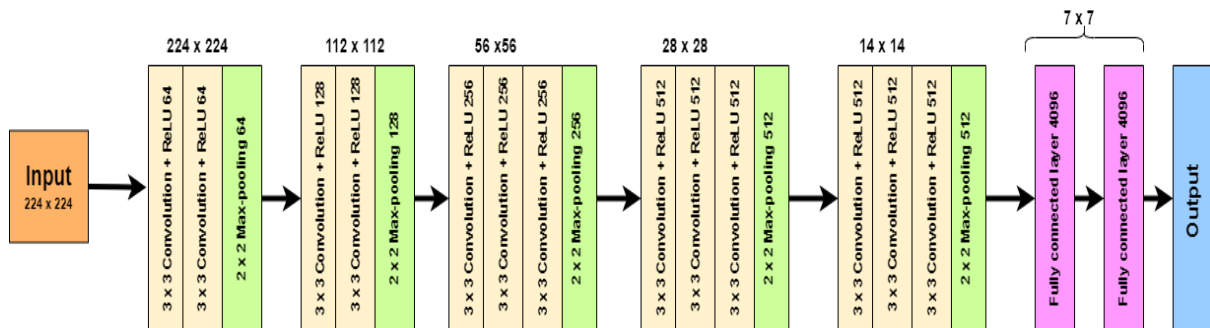 Input
224 x 224
224 x 224
3 x 3 Convolution + ReLU 64
3 x 3 Convolution + ReLU 64
2 x 2 Max-pooling 64
112 x 112
3 x 3 Convolution + ReLU 128
3 x 3 Convolution + ReLU 128
2 x 2 Max-pooling 128
56 x56
3 x 3 Convolution + ReLU 256
3 x 3 Convolution + ReLU 256
3 x 3 Convolution + ReLU 256
2 x 2 Max-pooling 256
28 x 28
3 x 3 Convolution + ReLU 512
3 x 3 Convolution + ReLU 512
3 x 3 Convolution + ReLU 512
2 x 2 Max-pooling 512
14 x 14
3 x 3 Convolution + ReLU 512
3 x 3 Convolution + ReLU 512
3 x 3 Convolution + ReLU 512
2 x 2 Max-pooling 512
7 x 7
Fully connected layer 4096
Fully connected layer 4096
Output